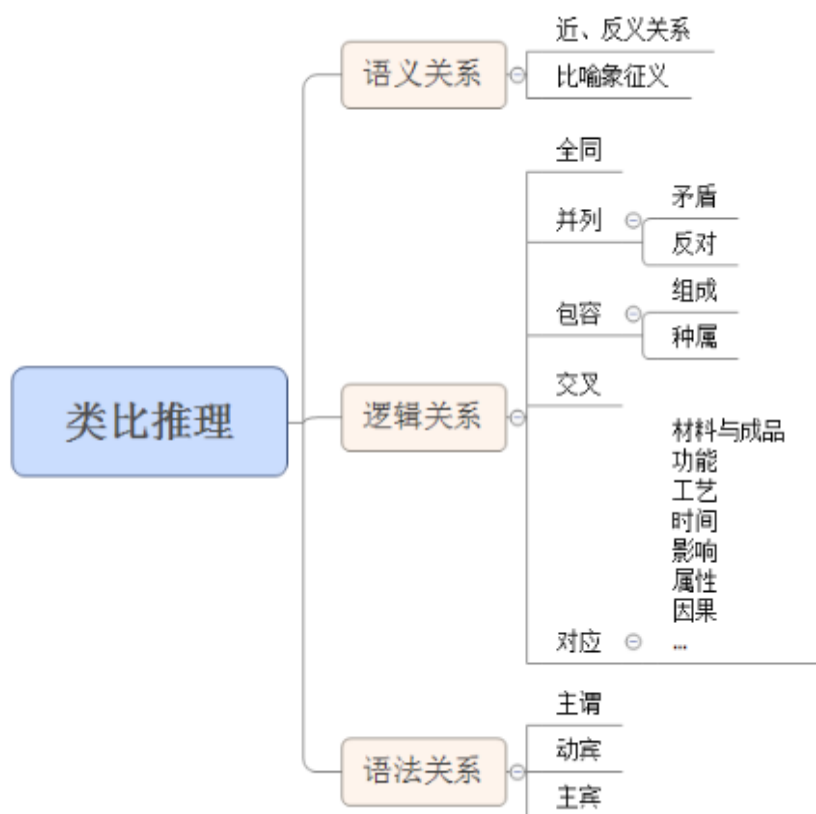 类比推理
语义关系
近、反义关系
比喻象征义
逻辑关系
全同
并列
矛盾
反对
包容
组成
种属
交叉
对应
材料与成品
功能
工艺
时间
影响
属性
因果
...
语法关系
主谓
动宾
主宾